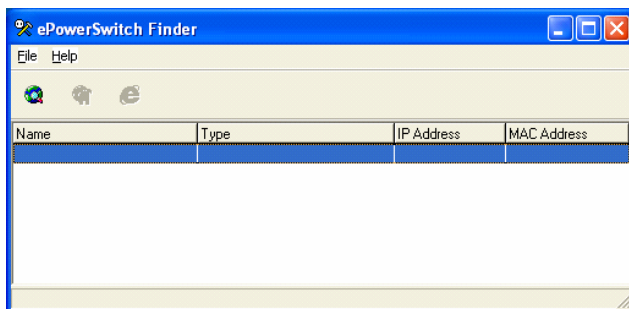 ePowerSwitch Finder
File Help
Name Type IP Address MAC Address